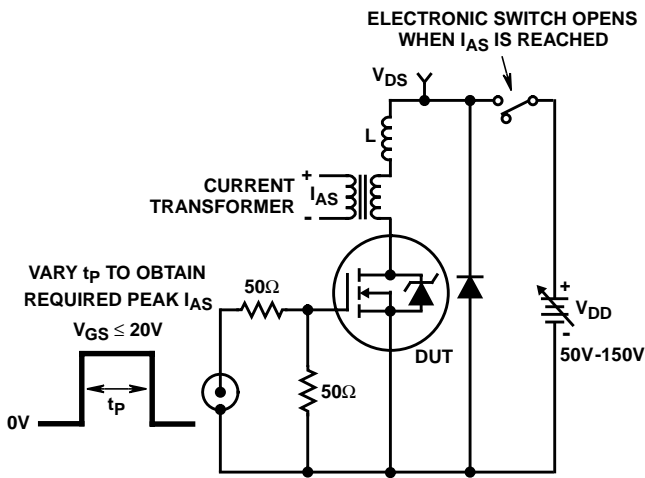 ELECTRONIC SWITCH OPENS
WHEN IAS IS REACHED
VDS
L
+
CURRENT
TRANSFORMER
IAS
-
VARY tP TO OBTAIN
REQUIRED PEAK IAS
50Ω
VGS ≤ 20V
+
VDD
-
DUT
50V-150V
50Ω
tP
0V